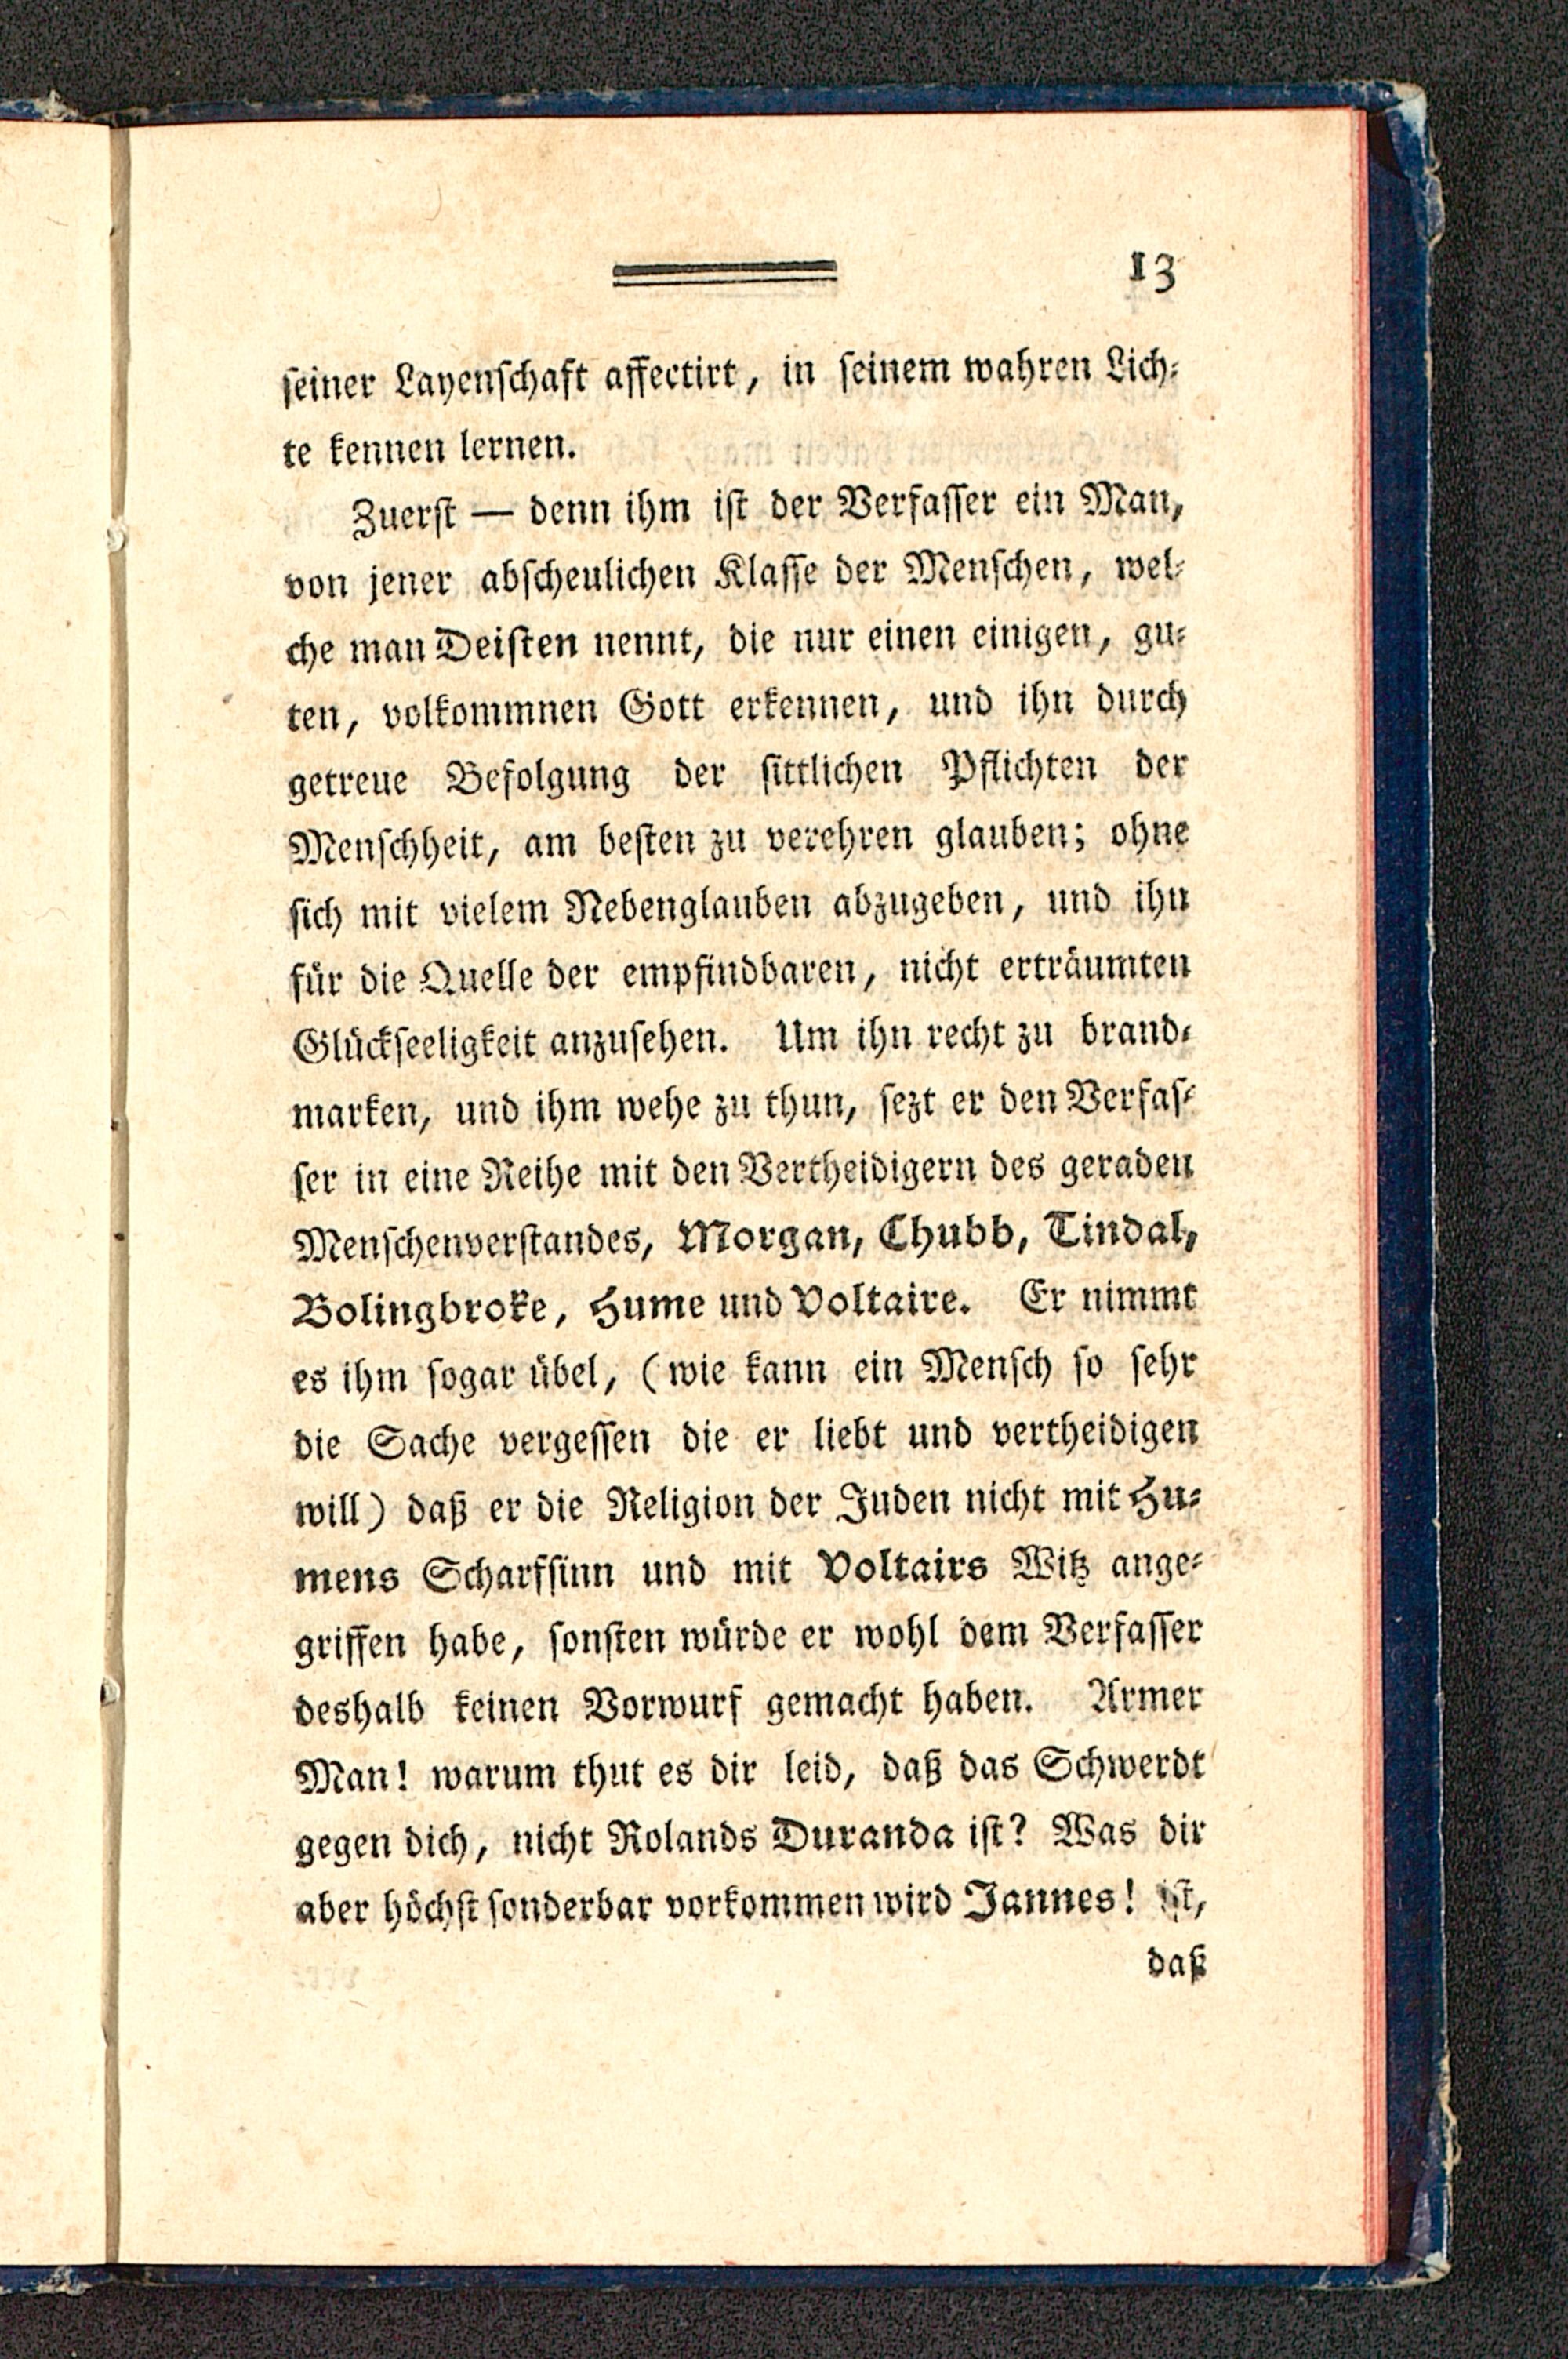 13
seiner Layenschaft affectirt, in seinem wahren Lich-
te kennen lernen.
Zuerst — denn ihm ist der Verfasser ein Man,
von jener abscheulichen Klasse der Menschen, wel-
che man Deisten nennt, die nur einen einigen, gu-
ten, volkommnen Gott erkennen, und ihn durch
getreue Befolgung der sittlichen Pflichten der
Menschheit, am besten zu verehren glauben; ohne
sich mit vielem Nebenglauben abzugeben, und ihn
für die Quelle der empfindbaren, nicht erträumten
Glückseeligkeit anzusehen. Um ihn recht zu brand-
marken, und ihm wehe zu thun, sezt er den Verfas-
ser in eine Reihe mit den Vertheidigern des geraden
Menschenverstandes, Morgan, Chubb, Tindal,
Bolingbroke, Hume und Voltaire. Er nimmt
es ihm sogar übel, (wie kann ein Mensch so sehr
die Sache vergessen die er liebt und vertheidigen
will) daß er die Religion der Juden nicht mit Hu-
mens Scharfsinn und mit Voltairs Witz ange-
griffen habe, sonsten würde er wohl dem Verfasser
deshalb keinen Vorwurf gemacht haben. Armer
Man! warum thut es dir leid, daß das Schwerdt
gegen dich, nicht Rolands Duranda ist? Was dir
aber höchst sonderbar vorkommen wird Jannes! ist,
daß